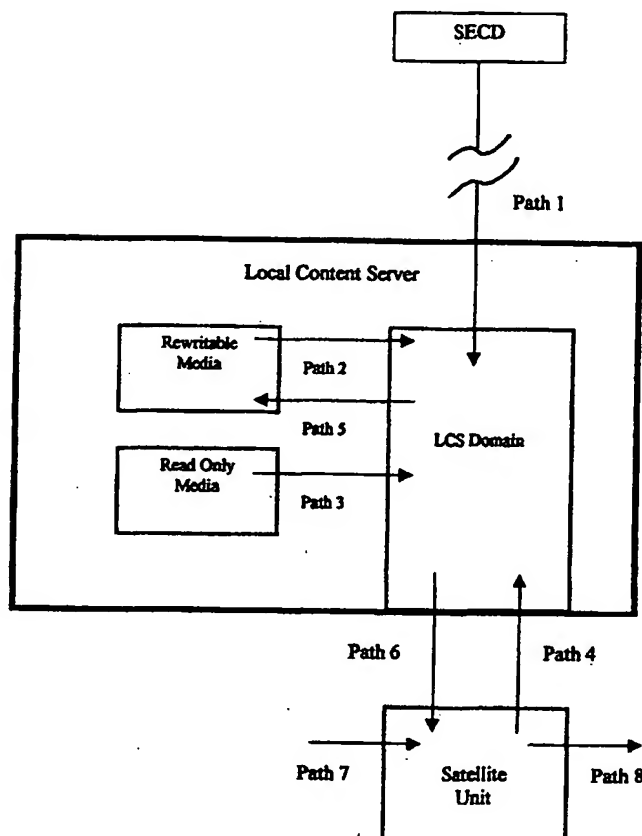 SECD
Path 1
Local Content Server
Rewritable
Media
Path 2
Path 5
LCS Domain
Read Only
Media
Path 3
Path 6
Path 4
Path 7
Satellite
Unit
Path 8